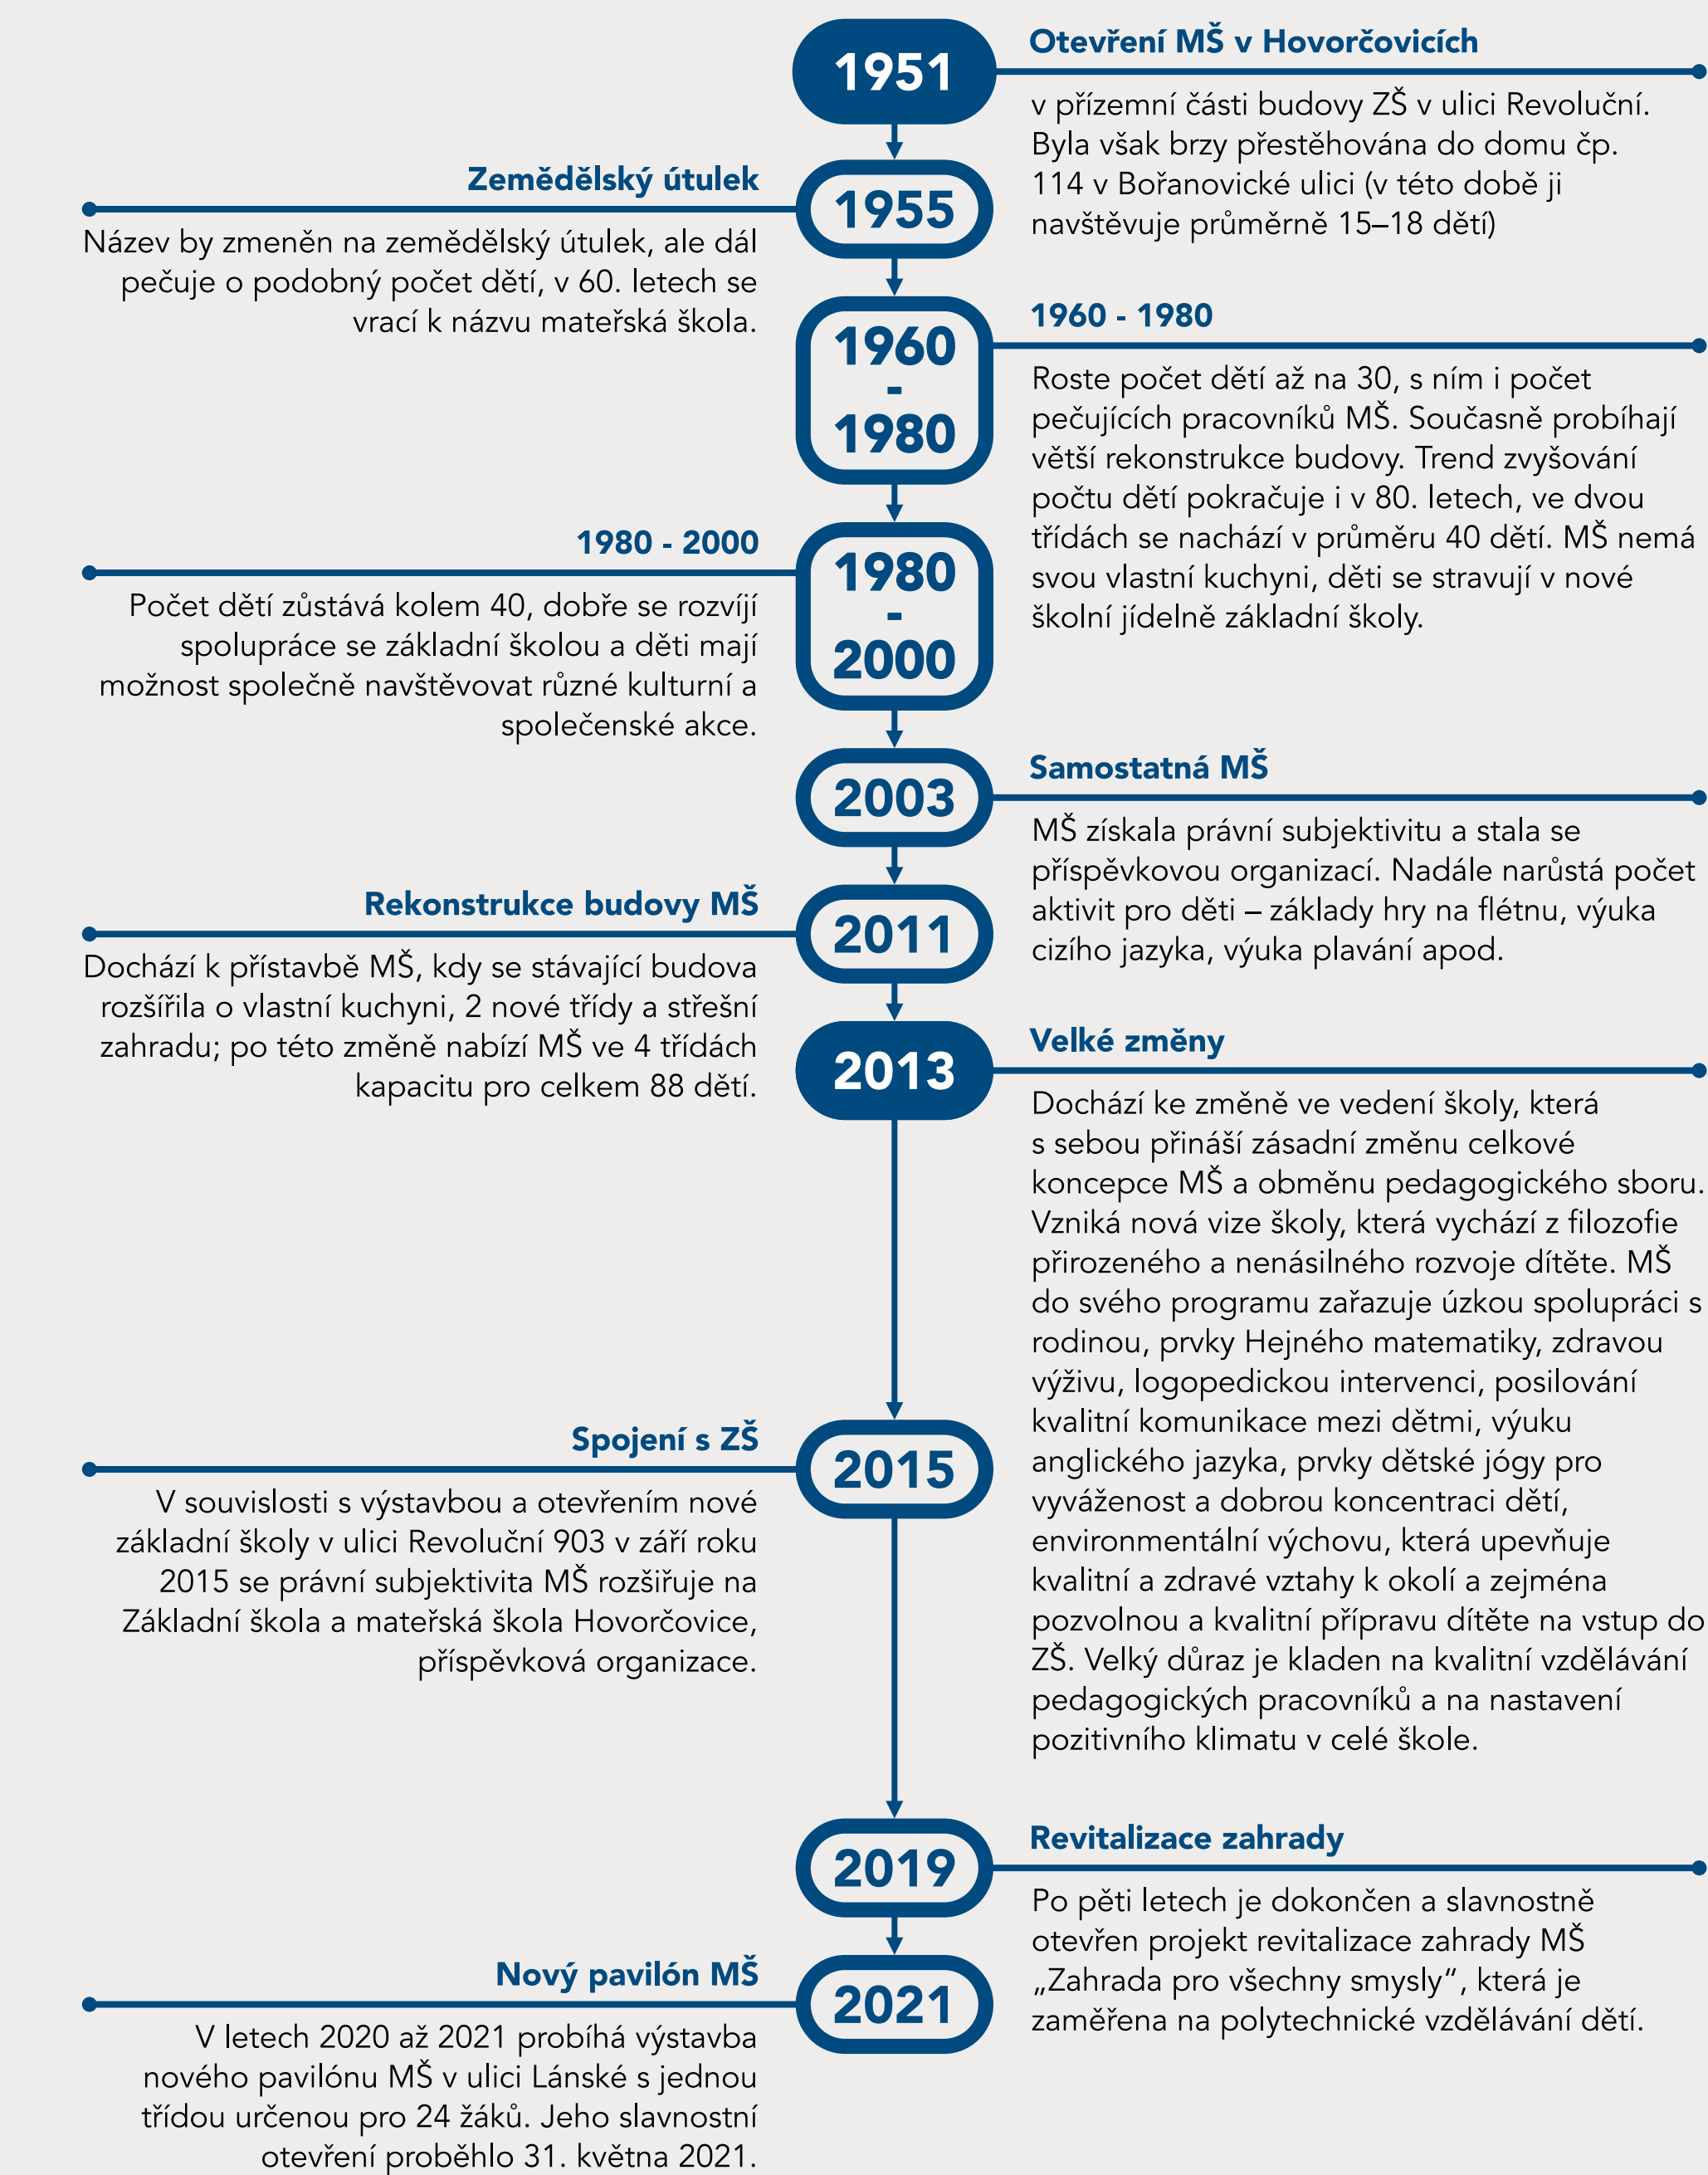 1951
Otevření MŠ v Hovorčovicích
v přízemní části budovy ZŠ v ulici Revoluční.
Byla však brzy přestěhována do domu čp.
114 v Bořanovické ulici (v této době ji
navštěvuje průměrně 15–18 dětí)
Zemědělský útulek
1955
Název by zmeněn na zemědělský útulek, ale dál
pečuje o podobný počet dětí, v 60. letech se
vrací k názvu mateřská škola.
1960
-
1980
1960 - 1980
Roste počet dětí až na 30, s ním i počet
pečujících pracovníků MŠ. Současně probíhají
větší rekonstrukce budovy. Trend zvyšování
počtu dětí pokračuje i v 80. letech, ve dvou
třídách se nachází v průměru 40 dětí. MŠ nemá
svou vlastní kuchyni, děti se stravují v nové
školní jídelně základní školy.
1980 - 2000
1980
-
2000
Počet dětí zůstává kolem 40, dobře se rozvíjí
spolupráce se základní školou a děti mají
možnost společně navštěvovat různé kulturní a
společenské akce.
2003
Samostatná MŠ
MŠ získala právní subjektivitu a stala se
příspěvkovou organizací. Nadále narůstá počet
aktivit pro děti – základy hry na flétnu, výuka
cizího jazyka, výuka plavání apod.
Rekonstrukce budovy MŠ
2011
Dochází k přístavbě MŠ, kdy se stávající budova
rozšířila o vlastní kuchyni, 2 nové třídy a střešní
zahradu; po této změně nabízí MŠ ve 4 třídách
kapacitu pro celkem 88 dětí.
2013
Velké změny
Dochází ke změně ve vedení školy, která
s sebou přináší zásadní změnu celkové
koncepce MŠ a obměnu pedagogického sboru.
Vzniká nová vize školy, která vychází z filozofie
přirozeného a nenásilného rozvoje dítěte. MŠ
do svého programu zařazuje úzkou spolupráci s
rodinou, prvky Hejného matematiky, zdravou
výživu, logopedickou intervenci, posilování
kvalitní komunikace mezi dětmi, výuku
anglického jazyka, prvky dětské jógy pro
vyváženost a dobrou koncentraci dětí,
environmentální výchovu, která upevňuje
kvalitní a zdravé vztahy k okolí a zejména
pozvolnou a kvalitní přípravu dítěte na vstup do
ZŠ. Velký důraz je kladen na kvalitní vzdělávání
pedagogických pracovníků a na nastavení
pozitivního klimatu v celé škole.
Spojení s ZŠ
2015
V souvislosti s výstavbou a otevřením nové
základní školy v ulici Revoluční 903 v září roku
2015 se právní subjektivita MŠ rozšiřuje na
Základní škola a mateřská škola Hovorčovice,
příspěvková organizace.
2019
Revitalizace zahrady
Po pěti letech je dokončen a slavnostně
otevřen projekt revitalizace zahrady MŠ
„Zahrada pro všechny smysly“, která je
zaměřena na polytechnické vzdělávání dětí.
Nový pavilón MŠ
2021
V letech 2020 až 2021 probíhá výstavba
nového pavilónu MŠ v ulici Lánské s jednou
třídou určenou pro 24 žáků. Jeho slavnostní
otevření proběhlo 31. května 2021.